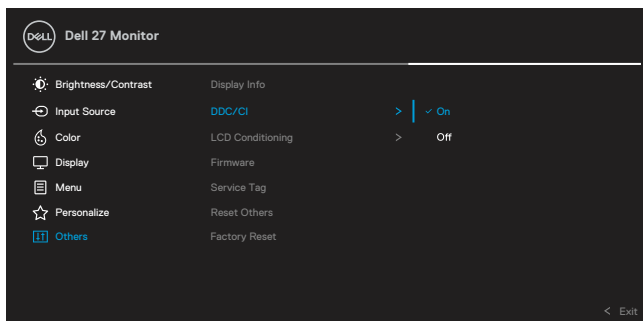 DELL Dell 27 Monitor
Brightness/Contrast Display Info
Input Source DDC/CI > ✓ On
Color LCD Conditioning > Off
Display Firmware
Menu Service Tag
Personalize Reset Others
Others Factory Reset
< Exit